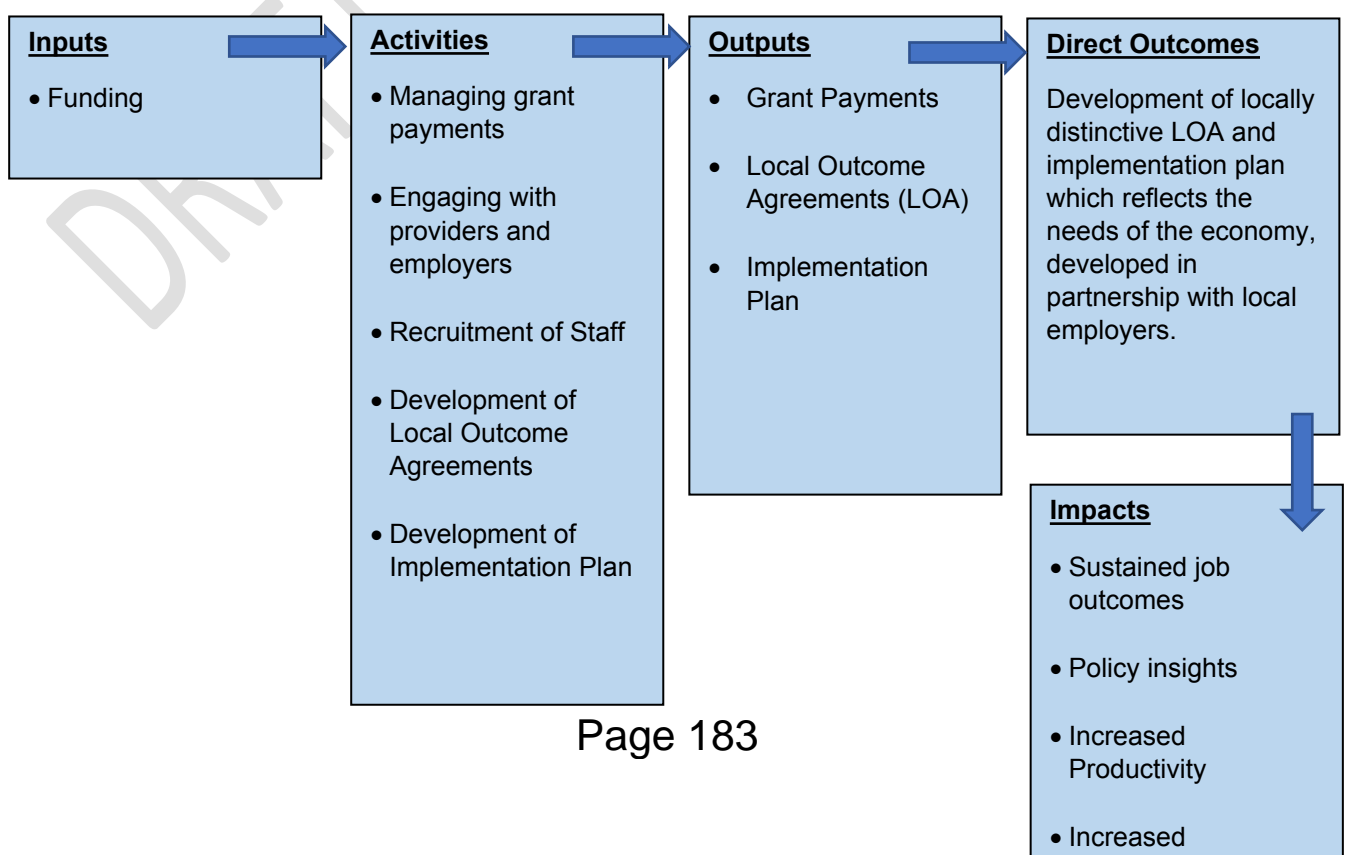 Inputs
• Funding
Activities
• Managing grant
payments
• Engaging with
providers and
employers
• Recruitment of Staff
• Development of
Local Outcome
Agreements
• Development of
Implementation Plan
Outputs
• Grant Payments
• Local Outcome
Agreements (LOA)
• Implementation
Plan
Direct Outcomes
Development of locally
distinctive LOA and
implementation plan
which reflects the
needs of the economy,
developed in
partnership with local
employers.
Impacts
• Sustained job
outcomes
• Policy insights
• Increased
Productivity
• Increased
Page 183